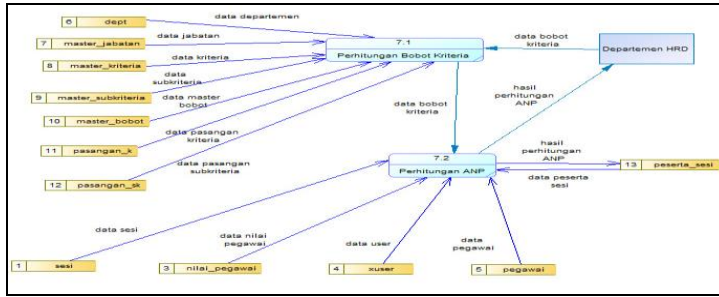 6 dept
data departemen
7 master_jabatan
data jabatan
8 master_kriteria
data kriteria
data
subkriteria
9 master_subkriteria
data master
bobot
10 master_bobot
data pasangan
kriteria
11 pasangan_k
data pasangan
subkriteria
12 pasangan_sk
7.1
Perhitungan Bobot Kriteria
data bobot
kriteria
Departemen HRD
data bobot
kriteria
hasil
perhitungan
ANP
7.2
Perhitungan ANP
hasil
perhitungan
ANP
13 peserta_sesi
data peserta
sesi
data sesi
data nilai
pegawai
data user
data
pegawai
1 sesi
3 nilai_pegawai
4 xuser
5 pegawai